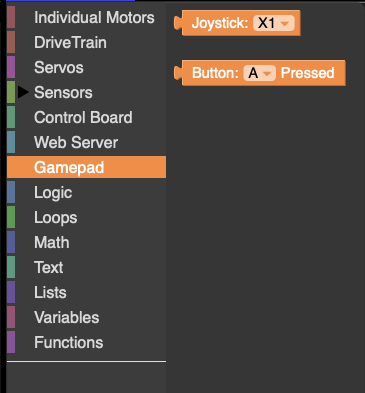 Individual Motors
DriveTrain
Servos
Sensors
Control Board
Web Server
Gamepad
Logic
Loops
Math
Text
Lists
Variables
Functions
Joystick: X1
Button: A Pressed